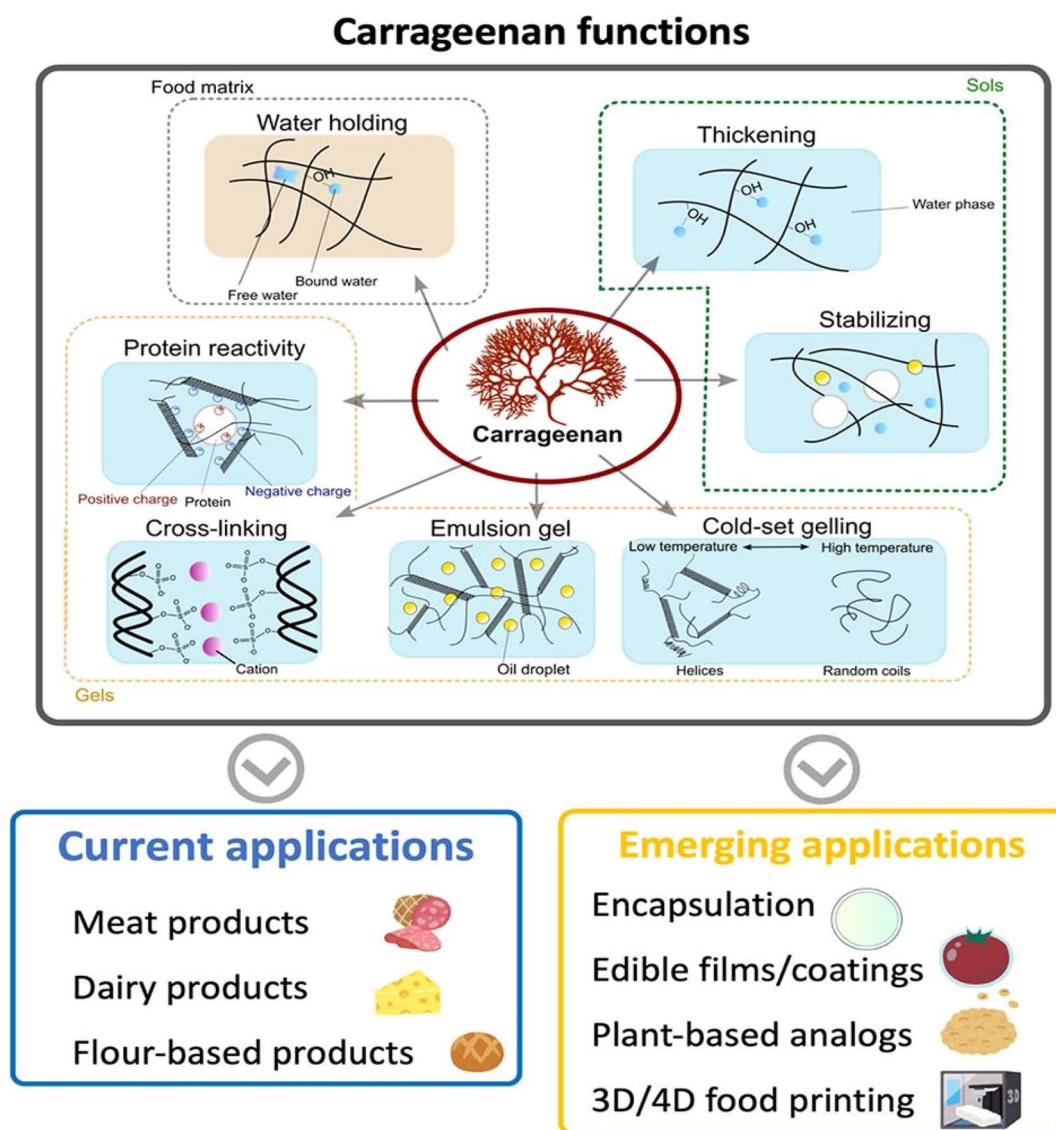 Carrageenan functions
Food matrix
Sols
Water holding
OH
Free water
Bound water
Thickening
OH
OH
OH
Water phase
Protein reactivity
Positive charge
Protein
Negative charge
Carrageenan
Stabilizing
Cross-linking
Cation
Emulsion gel
Oil droplet
Cold-set gelling
Low temperature
High temperature
Helices
Random coils
Gels
Current applications
Meat products
Dairy products
Flour-based products
Emerging applications
Encapsulation
Edible films/coatings
Plant-based analogs
3D/4D food printing
3D